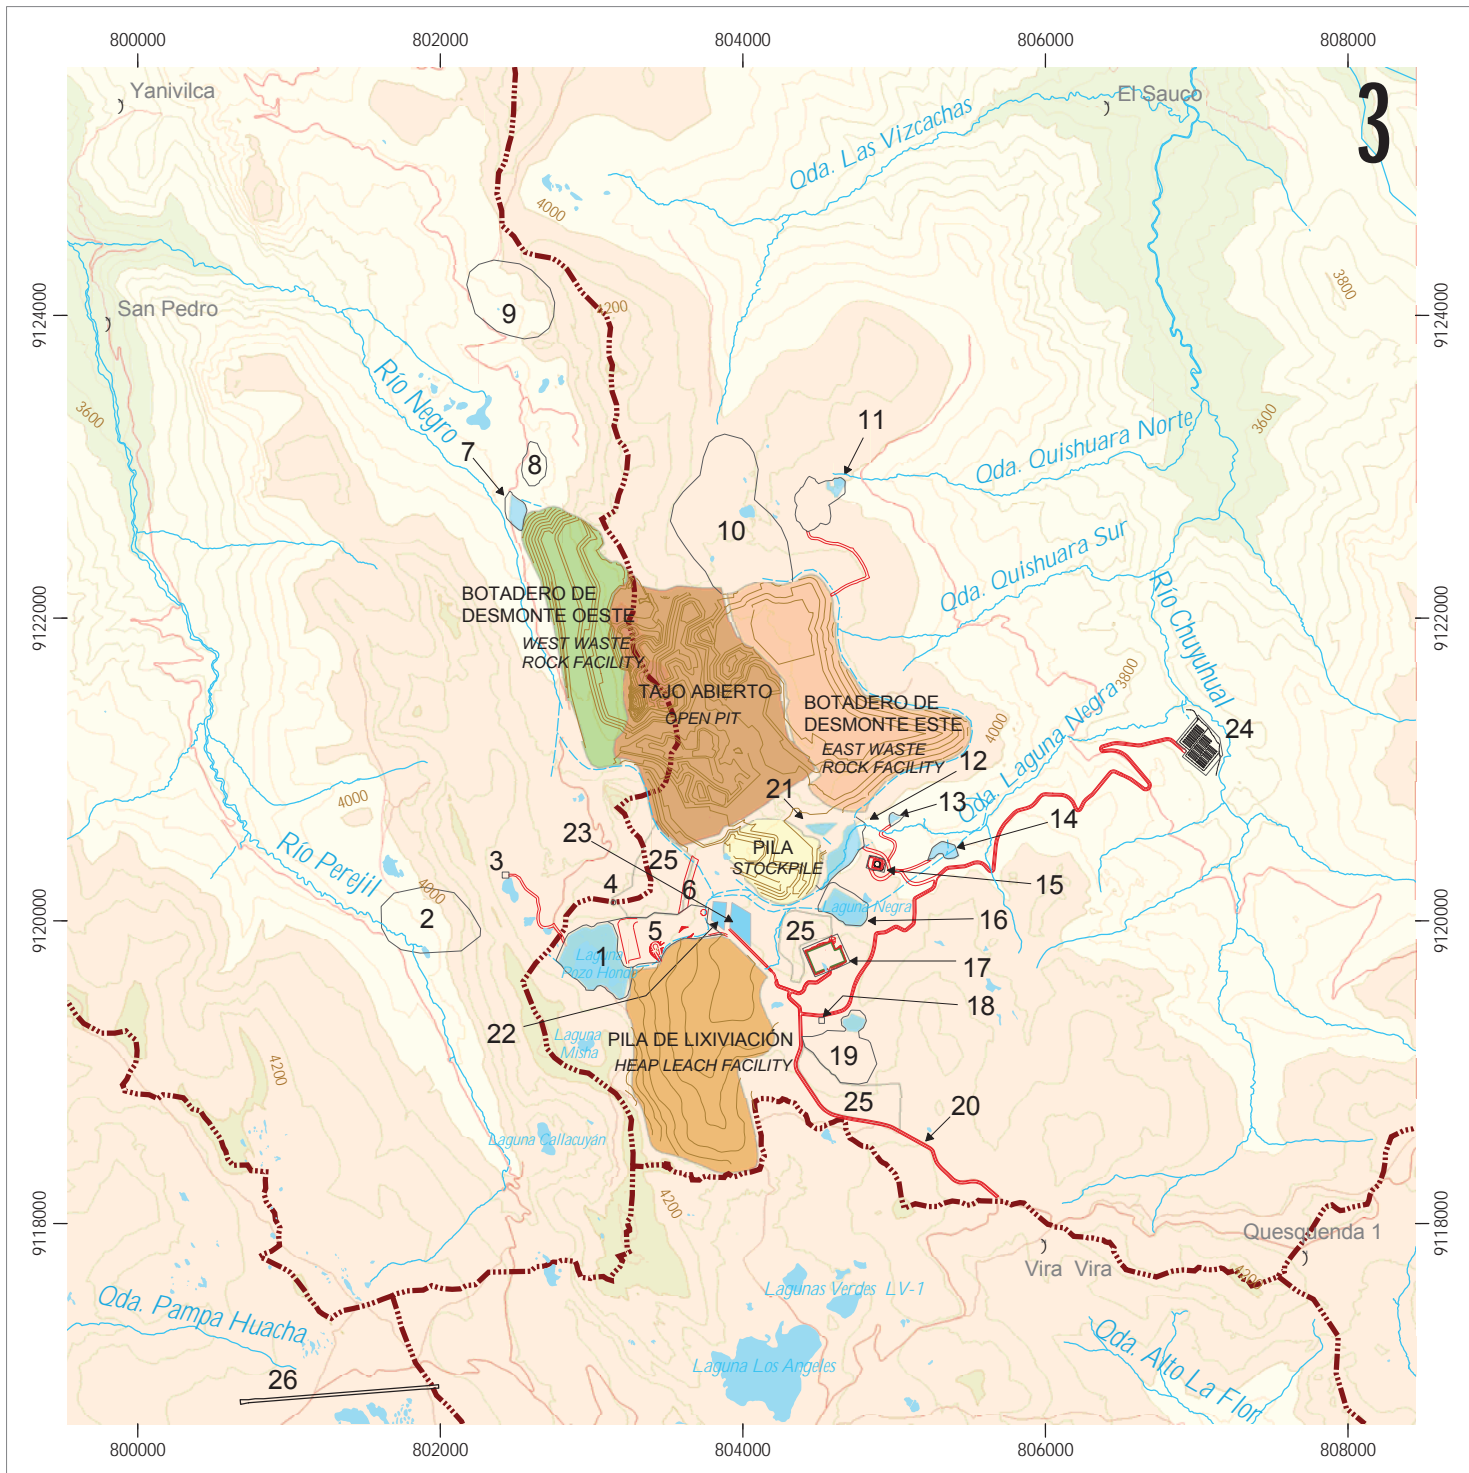 800000
802000
804000
806000
808000
3
Yanivilca
El Sauco
Qda. Las Vizcachas
4000
3800
9124000
9124000
San Pedro
9
4200
Río Negro
3600
3600
11
Qda. Quishuara Norte
7
8
10
Qda. Quishuara Sur
Río Chuyuhual
9122000
9122000
BOTADERO DE
DESMONTE OESTE
WEST WASTE
ROCK FACILITY
TAJO ABIERTO
OPEN PIT
BOTADERO DE
DESMONTE ESTE
EAST WASTE
ROCK FACILITY
4000
3800
Qda. Laguna Negra
24
12
21
13
14
4000
23
25
PILA
STOCKPILE
Río Perejil
3
4
6
15
4000
2
Laguna Negra
16
9120000
9120000
1
Laguna
Pozo Hondo
5
25
17
22
18
Laguna
Misha
PILA DE LIXIVIACIÓN
HEAP LEACH FACILITY
19
4200
25
20
Laguna Callacuyán
4200
9118000
9118000
Quesquenda 1
Vira Vira
4200
Lagunas Verdes LV-1
Qda. Pampa Huacha
Laguna Los Angeles
Qda. Alto La Flor
26
800000
802000
804000
806000
808000